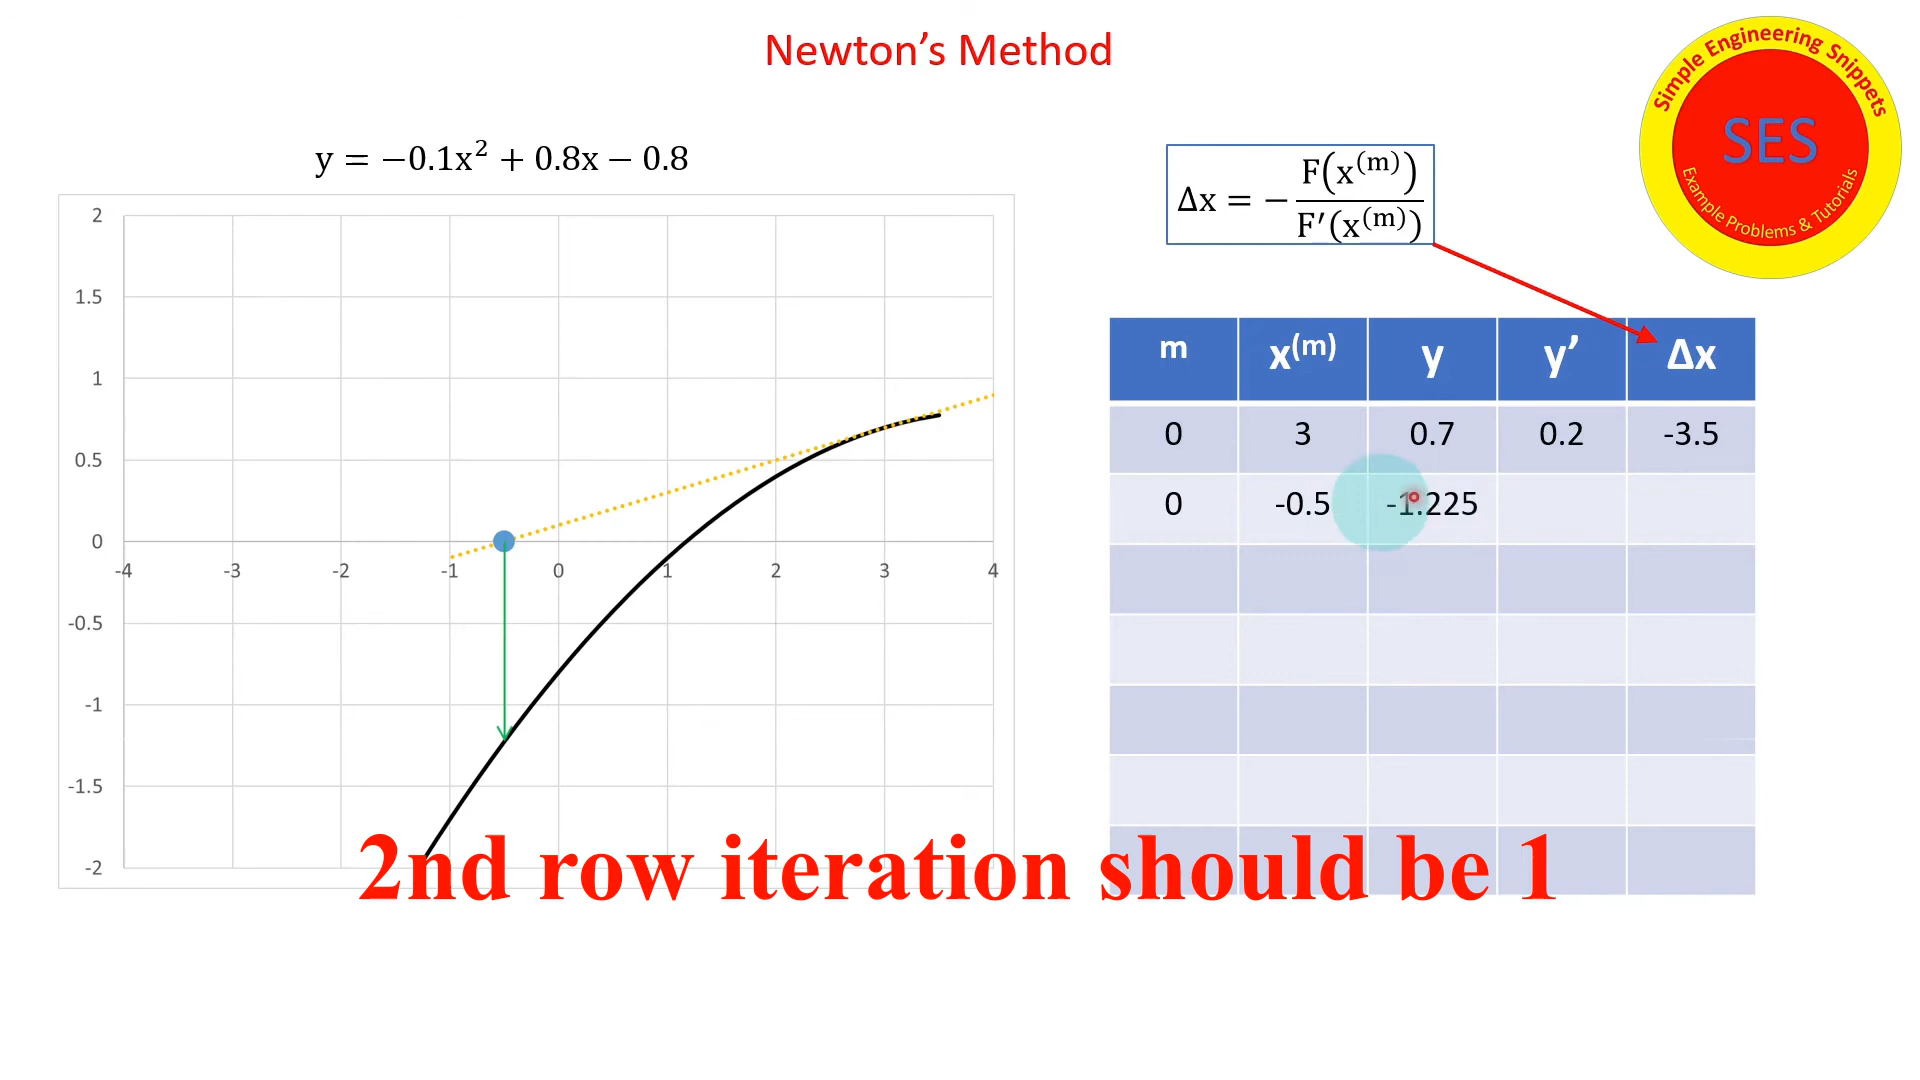 Newton's Method
Simple Engineering Snippets
SES
Example Problems & Tutorials
y = −0.1x² + 0.8x − 0.8
Δx = − F(x⁽ᵐ⁾) / F′(x⁽ᵐ⁾)
2
1.5
1
0.5
0
-0.5
-1
-1.5
-2
-4 -3 -2 -1 0 1 2 3 4
m x⁽ᵐ⁾ y y’ Δx
0 3 0.7 0.2 -3.5
0 -0.5 -1.225
2nd row iteration should be 1